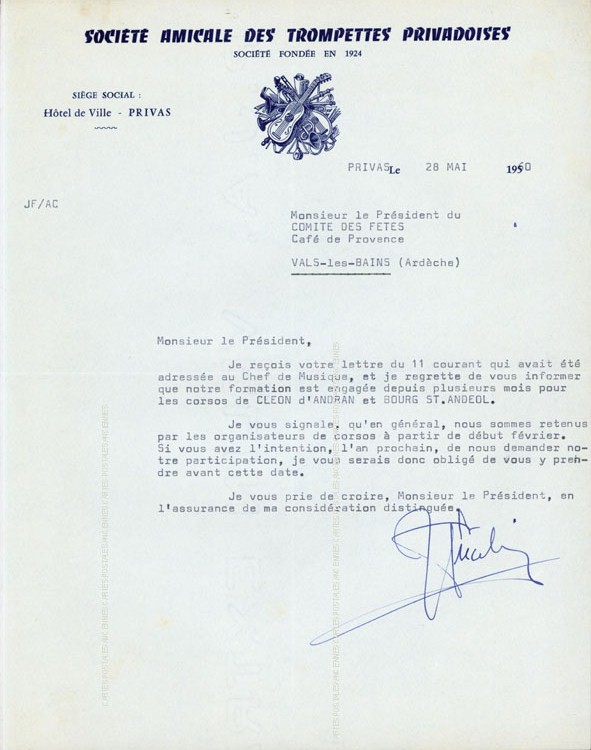 SOCIÉTÉ AMICALE DES TROMPETTES PRIVADOISES
SOCIÉTÉ FONDÉE EN 1924
SIÈGE SOCIAL :
Hôtel de Ville - PRIVAS
PRIVAS Le 28 MAI 1960
JF/AC
Monsieur le Président du
COMITE DES FETES
Café de Provence
VALS-les-BAINS (Ardèche)
Monsieur le Président,
Je reçois votre lettre du 11 courant qui avait été
adressée au Chef de Musique, et je regrette de vous informer
que notre formation est engagée depuis plusieurs mois pour
les corsos de CLEON d'ANDRAN et BOURG ST.ANDEOL.
Je vous signale, qu'en général, nous sommes retenus
par les organisateurs de corsos à partir de début février.
Si vous avez l'intention, l'an prochain, de nous demander no-
tre participation, je vous serais donc obligé de vous y pren-
dre avant cette date.
Je vous prie de croire, Monsieur le Président, en
l'assurance de ma considération distinguée.